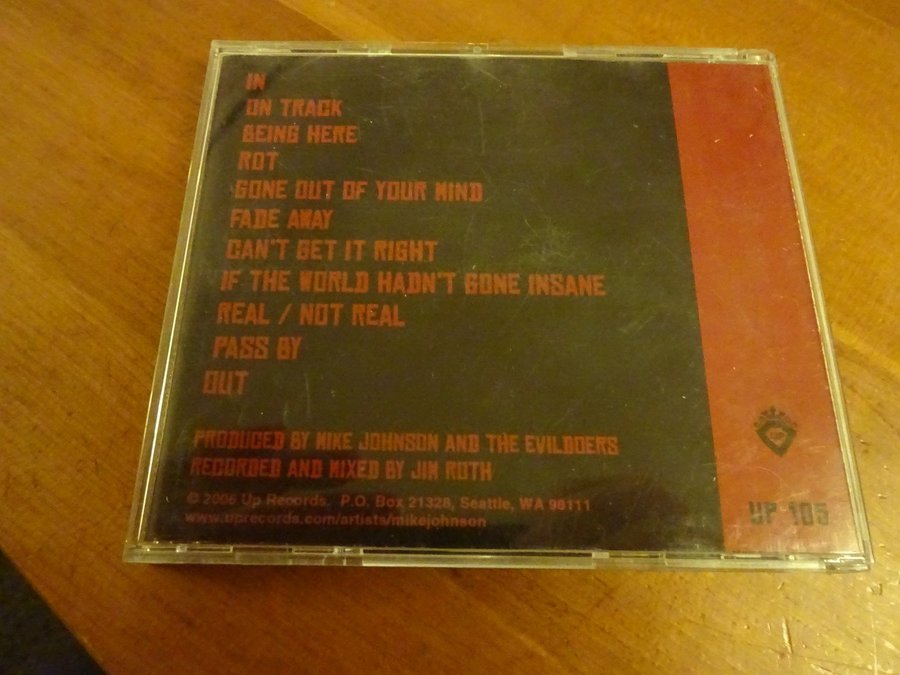 IN
ON TRACK
BEING HERE
ROT
GONE OUT OF YOUR MIND
FADE AWAY
CAN'T GET IT RIGHT
IF THE WORLD HADN'T GONE INSANE
REAL / NOT REAL
PASS BY
OUT
PRODUCED BY MIKE JOHNSON AND THE EVILDOERS
RECORDED AND MIXED BY JIM ROTH
© 2006 Up Records. P.O. Box 21328, Seattle, WA 98111
www.uprecords.com/artists/mikejohnson
UP 105